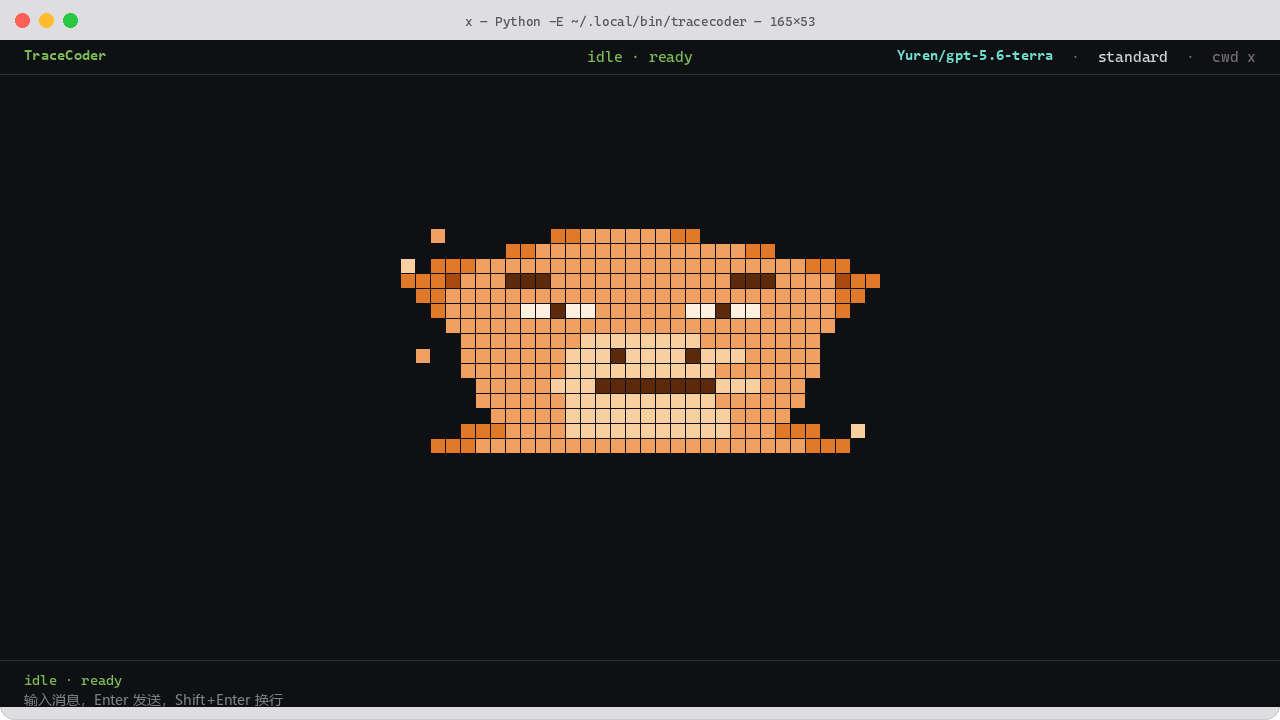 x — Python -E ~/.local/bin/tracecoder — 165×53
TraceCoder idle · ready Yuren/gpt-5.6-terra · standard · cwd x
idle · ready
输入消息，Enter 发送，Shift+Enter 换行